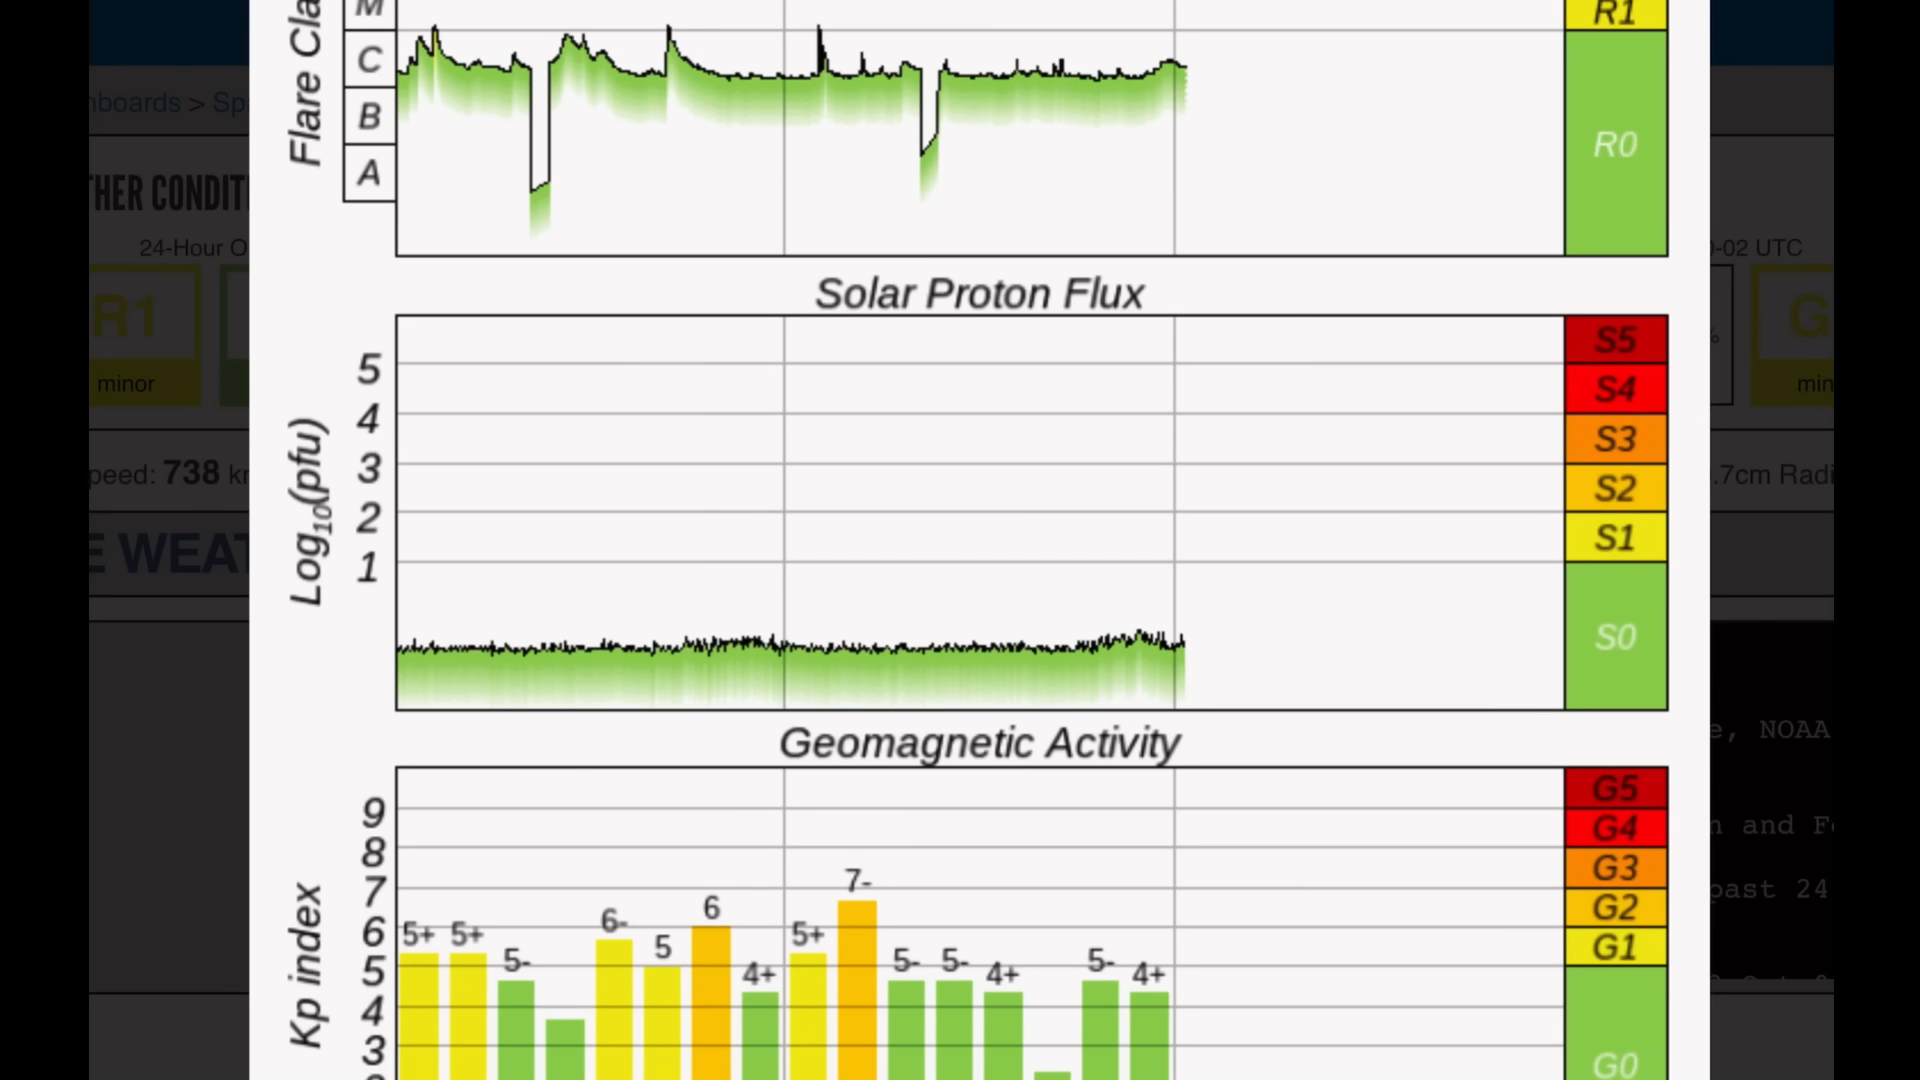 M
R1
Flare Cla
C
B
A
R0
nboards > Sp
THER CONDIT
24-Hour O
0-02 UTC
R1
G
minor
min
peed: 738 k
.7cm Radi
E WEAT
Solar Proton Flux
Log10(pfu)
5
4
3
2
1
S5
S4
S3
S2
S1
S0
e, NOAA
n and F
past 24
Geomagnetic Activity
Kp index
9
8
7
6
5
4
3
5+ 5+ 5- 6- 5 6 4+ 5+ 7- 5- 5- 4+ 5- 4+
G5
G4
G3
G2
G1
G0